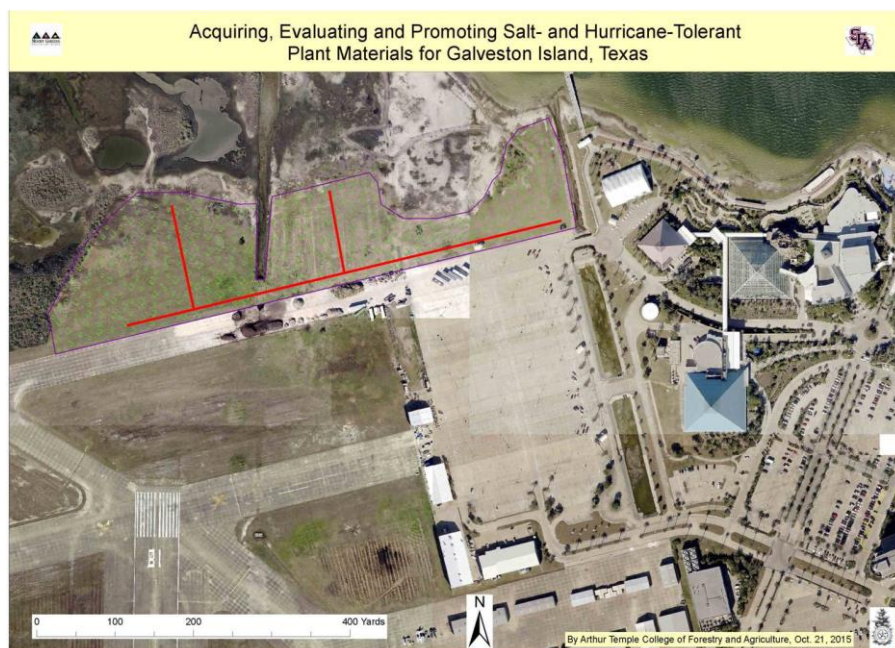 Acquiring, Evaluating and Promoting Salt- and Hurricane-Tolerant
Plant Materials for Galveston Island, Texas
SFA
N
0 100 200 400 Yards
By Arthur Temple College of Forestry and Agriculture, Oct. 21, 2015